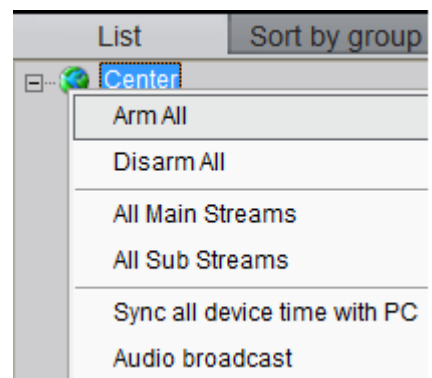 List Sort by group
Center
Arm All
Disarm All
All Main Streams
All Sub Streams
Sync all device time with PC
Audio broadcast